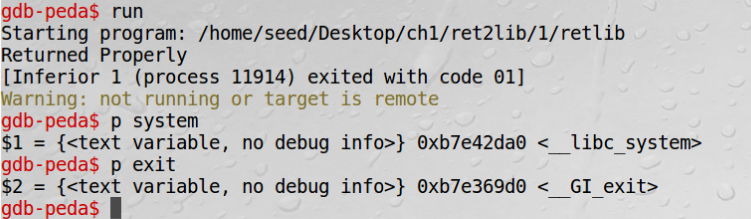 gdb-peda$ run
Starting program: /home/seed/Desktop/ch1/ret2lib/1/retlib
Returned Properly
[Inferior 1 (process 11914) exited with code 01]
Warning: not running or target is remote
gdb-peda$ p system
$1 = {<text variable, no debug info>} 0xb7e42da0 <__libc_system>
gdb-peda$ p exit
$2 = {<text variable, no debug info>} 0xb7e369d0 <__GI_exit>
gdb-peda$